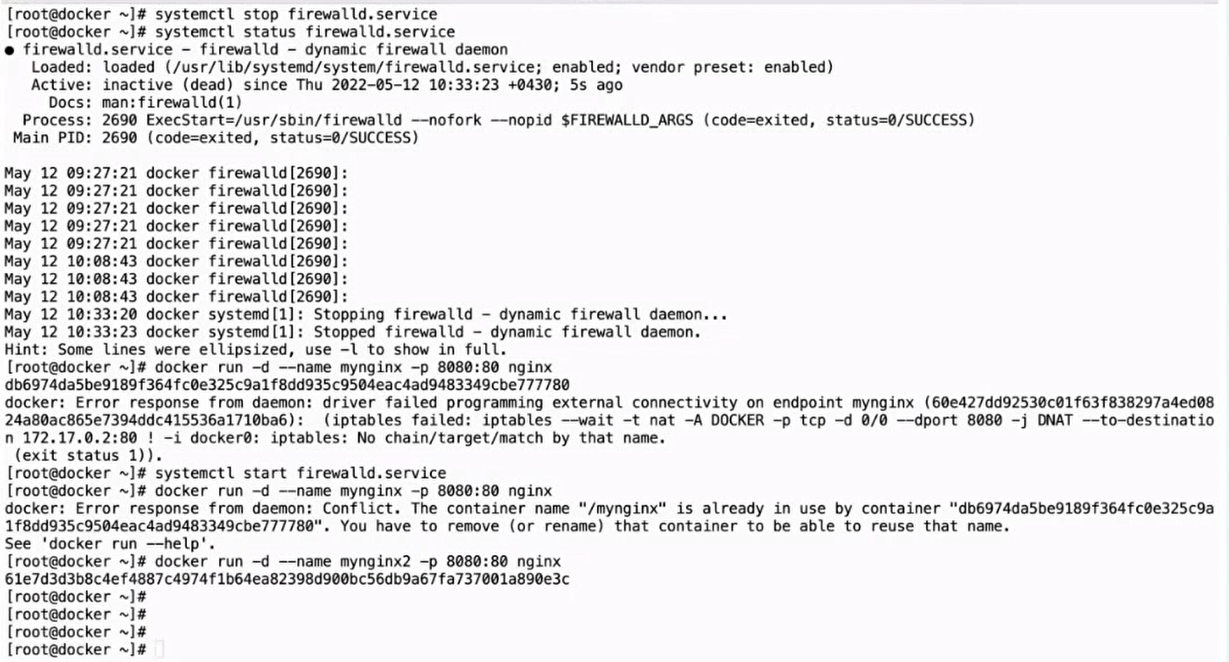 [root@docker ~]# systemctl stop firewalld.service
[root@docker ~]# systemctl status firewalld.service
● firewalld.service - firewalld - dynamic firewall daemon
   Loaded: loaded (/usr/lib/systemd/system/firewalld.service; enabled; vendor preset: enabled)
   Active: inactive (dead) since Thu 2022-05-12 10:33:23 +0430; 5s ago
     Docs: man:firewalld(1)
  Process: 2690 ExecStart=/usr/sbin/firewalld --nofork --nopid $FIREWALLD_ARGS (code=exited, status=0/SUCCESS)
 Main PID: 2690 (code=exited, status=0/SUCCESS)

May 12 09:27:21 docker firewalld[2690]:
May 12 09:27:21 docker firewalld[2690]:
May 12 09:27:21 docker firewalld[2690]:
May 12 09:27:21 docker firewalld[2690]:
May 12 09:27:21 docker firewalld[2690]:
May 12 10:08:43 docker firewalld[2690]:
May 12 10:08:43 docker firewalld[2690]:
May 12 10:08:43 docker firewalld[2690]:
May 12 10:33:20 docker systemd[1]: Stopping firewalld - dynamic firewall daemon...
May 12 10:33:23 docker systemd[1]: Stopped firewalld - dynamic firewall daemon.
Hint: Some lines were ellipsized, use -l to show in full.
[root@docker ~]# docker run -d --name mynginx -p 8080:80 nginx
db6974da5be9189f364fc0e325c9a1f8dd935c9504eac4ad9483349cbe777780
docker: Error response from daemon: driver failed programming external connectivity on endpoint mynginx (60e427dd92530c01f63f838297a4ed08
24a80ac865e7394ddc415536a1710ba6):  (iptables failed: iptables --wait -t nat -A DOCKER -p tcp -d 0/0 --dport 8080 -j DNAT --to-destinatio
n 172.17.0.2:80 ! -i docker0: iptables: No chain/target/match by that name.
 (exit status 1)).
[root@docker ~]# systemctl start firewalld.service
[root@docker ~]# docker run -d --name mynginx -p 8080:80 nginx
docker: Error response from daemon: Conflict. The container name "/mynginx" is already in use by container "db6974da5be9189f364fc0e325c9a
1f8dd935c9504eac4ad9483349cbe777780". You have to remove (or rename) that container to be able to reuse that name.
See 'docker run --help'.
[root@docker ~]# docker run -d --name mynginx2 -p 8080:80 nginx
61e7d3d3b8c4ef4887c4974f1b64ea82398d900bc56db9a67fa737001a890e3c
[root@docker ~]#
[root@docker ~]#
[root@docker ~]#
[root@docker ~]#